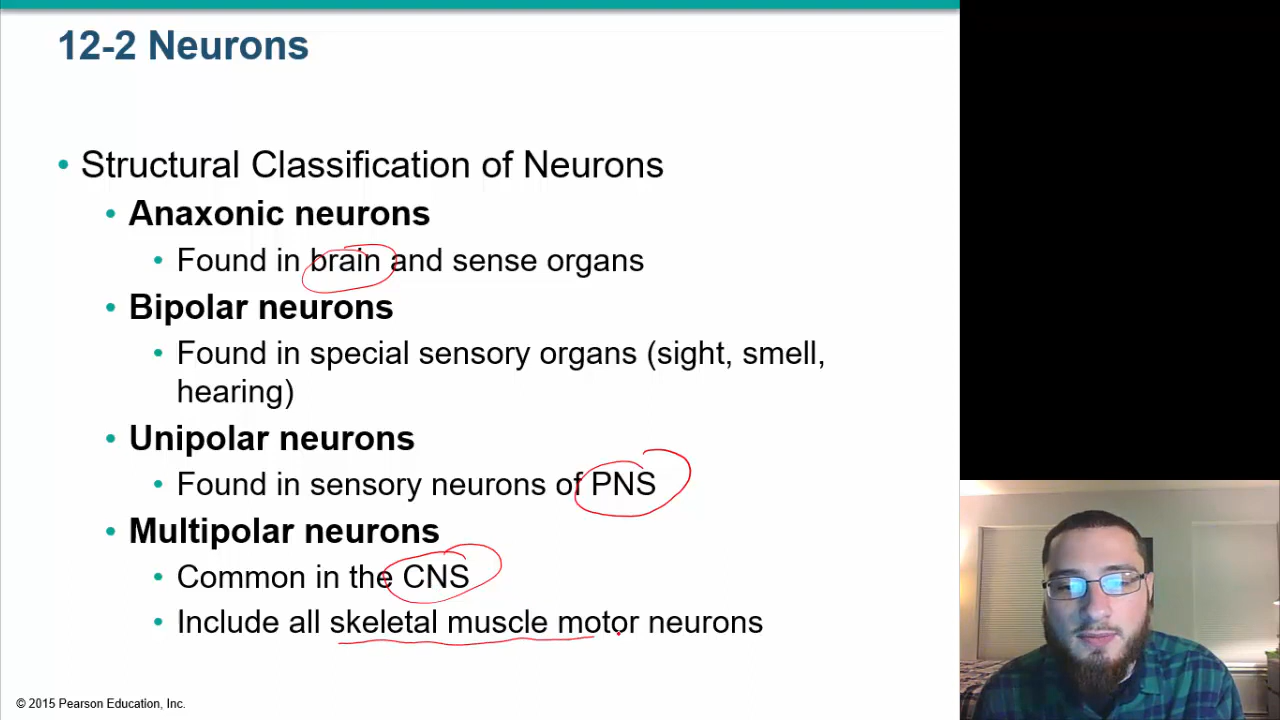 12-2 Neurons
• Structural Classification of Neurons
• Anaxonic neurons
• Found in brain and sense organs
• Bipolar neurons
• Found in special sensory organs (sight, smell,
hearing)
• Unipolar neurons
• Found in sensory neurons of PNS
• Multipolar neurons
• Common in the CNS
• Include all skeletal muscle motor neurons
© 2015 Pearson Education, Inc.